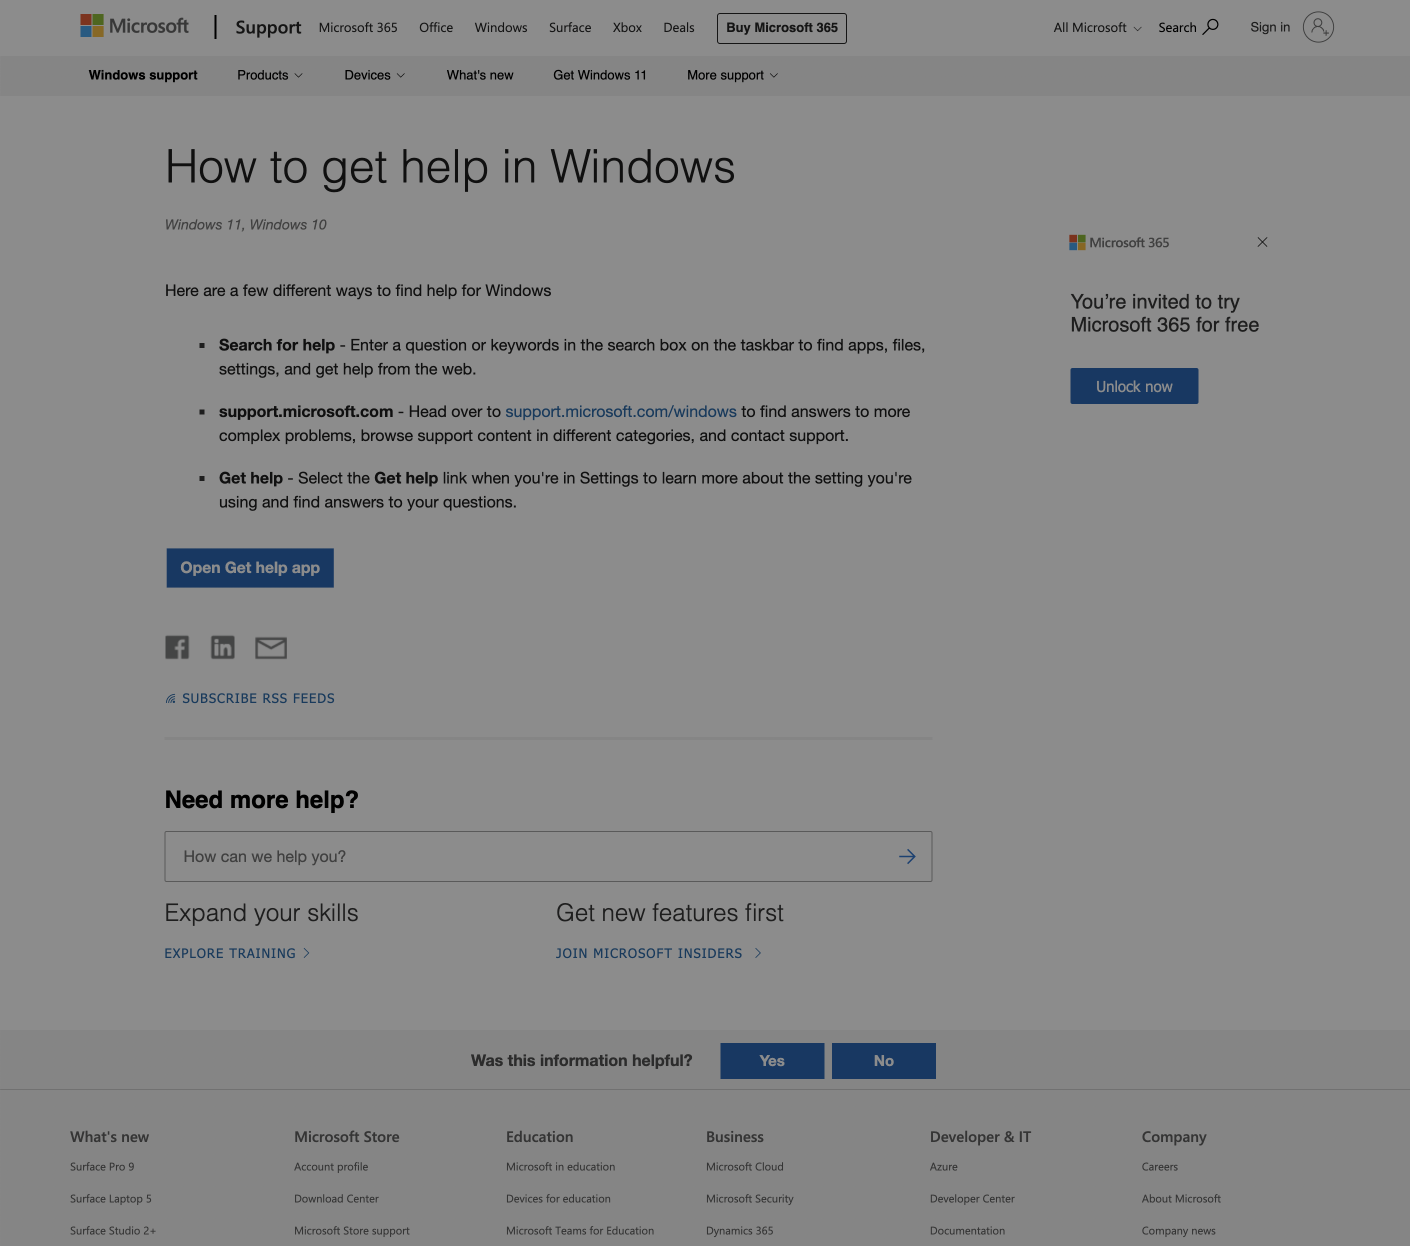 Microsoft
Support
Microsoft 365
Office
Windows
Surface
Xbox
Deals
Buy Microsoft 365
All Microsoft
Search
Sign in
Windows support
Products
Devices
What's new
Get Windows 11
More support
How to get help in Windows
Windows 11, Windows 10
Microsoft 365
You're invited to try
Microsoft 365 for free
Unlock now
Here are a few different ways to find help for Windows
Search for help - Enter a question or keywords in the search box on the taskbar to find apps, files,
settings, and get help from the web.
support.microsoft.com - Head over to support.microsoft.com/windows to find answers to more
complex problems, browse support content in different categories, and contact support.
Get help - Select the Get help link when you're in Settings to learn more about the setting you're
using and find answers to your questions.
Open Get help app
SUBSCRIBE RSS FEEDS
Need more help?
How can we help you?
Expand your skills
EXPLORE TRAINING >
Get new features first
JOIN MICROSOFT INSIDERS >
Was this information helpful?
Yes
No
What's new
Surface Pro 9
Surface Laptop 5
Surface Studio 2+
Microsoft Store
Account profile
Download Center
Microsoft Store support
Education
Microsoft in education
Devices for education
Microsoft Teams for Education
Business
Microsoft Cloud
Microsoft Security
Dynamics 365
Developer & IT
Azure
Developer Center
Documentation
Company
Careers
About Microsoft
Company news